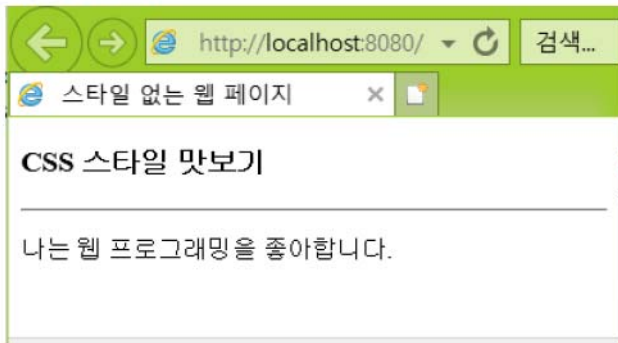 http://localhost:8080/
검색...
스타일 없는 웹 페이지
CSS 스타일 맛보기
나는 웹 프로그래밍을 좋아합니다.